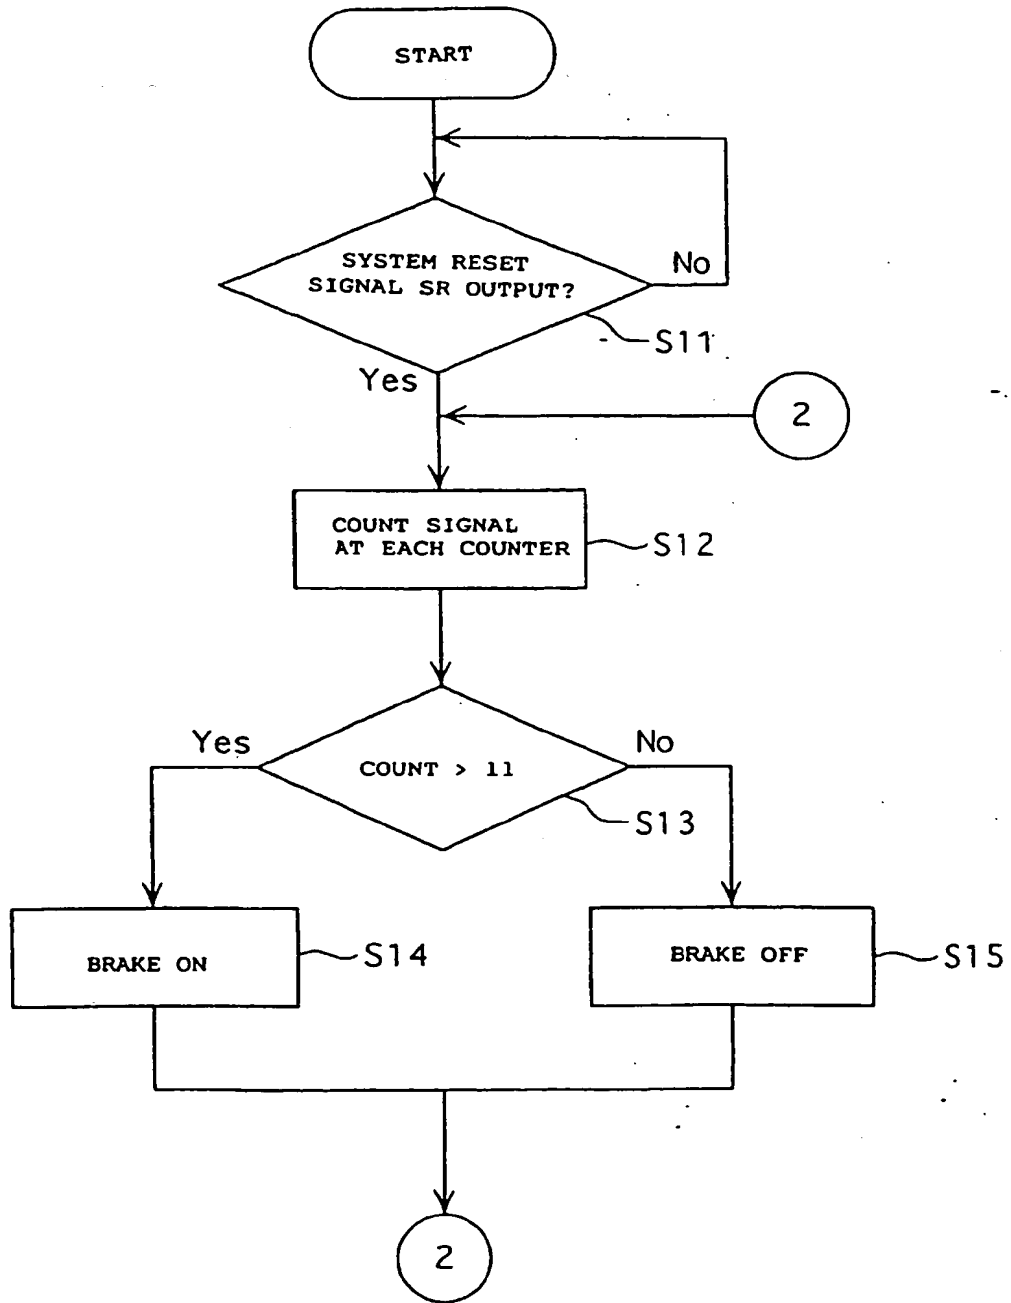 START
SYSTEM RESET
SIGNAL SR OUTPUT?
No
S11
Yes
2
COUNT SIGNAL
AT EACH COUNTER
S12
Yes
No
COUNT > 11
S13
BRAKE ON
S14
BRAKE OFF
S15
2